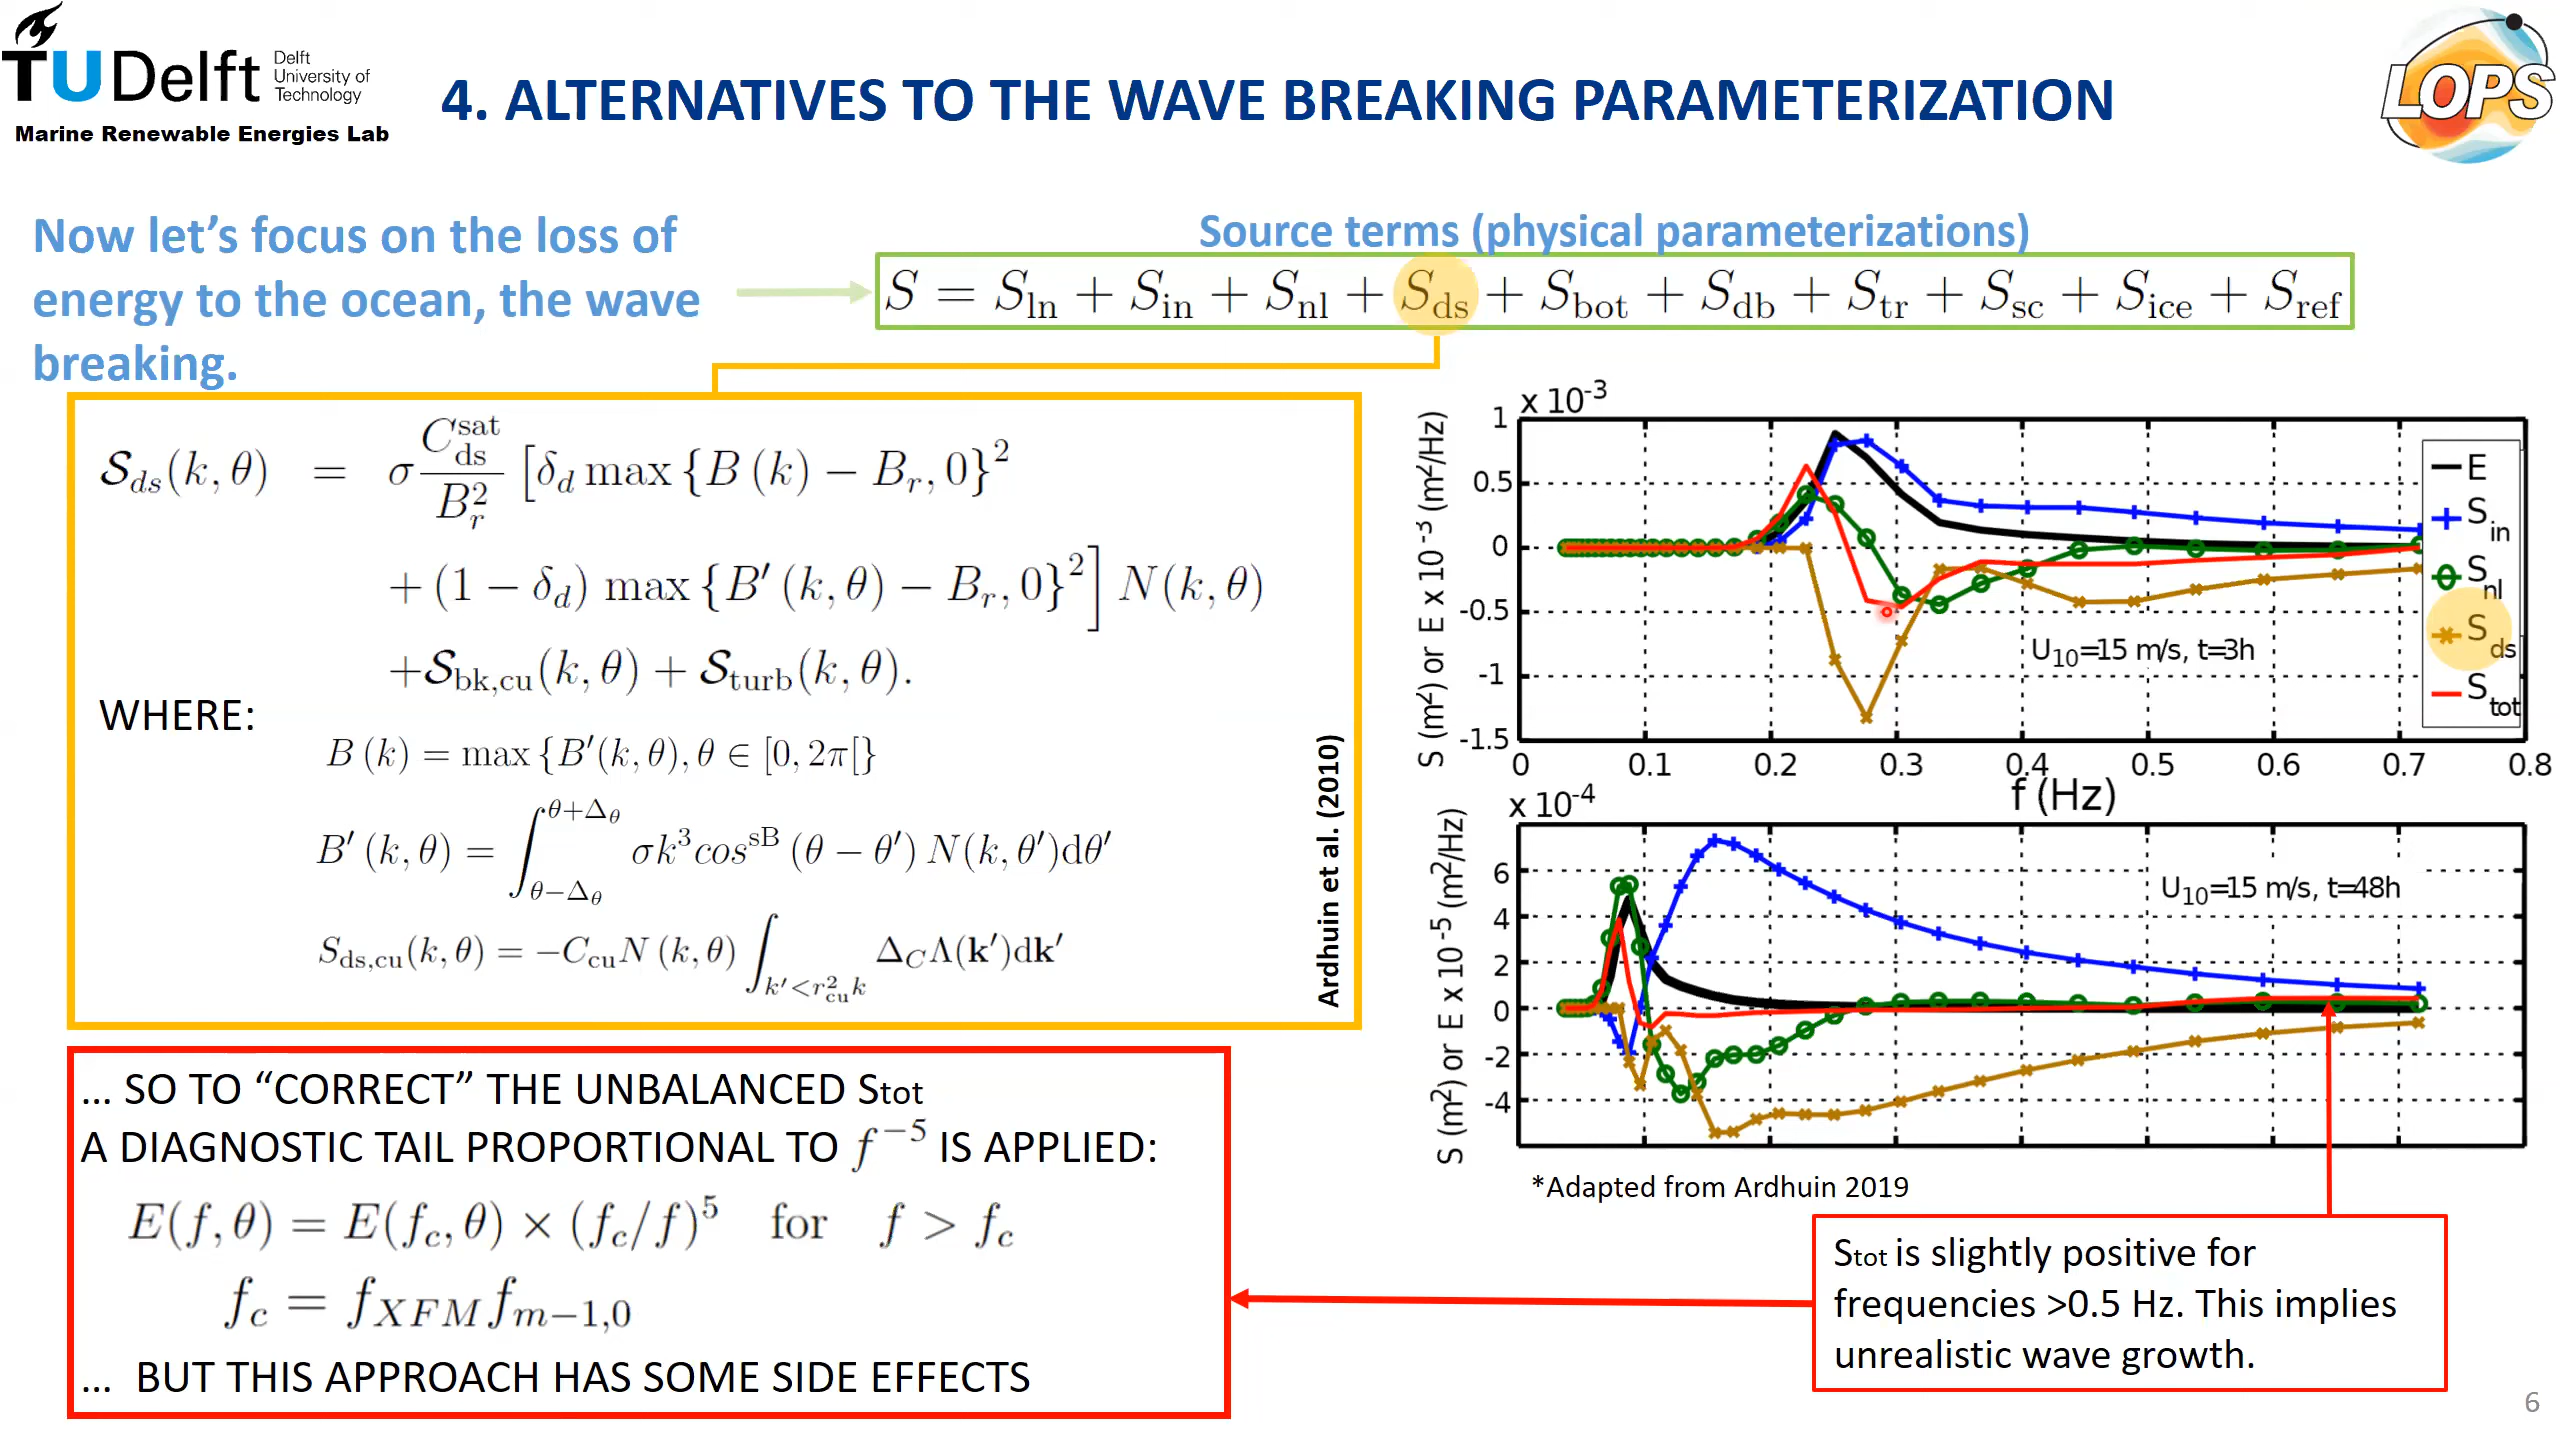 TUDelft
Delft
University of
Technology
Marine Renewable Energies Lab
4. ALTERNATIVES TO THE WAVE BREAKING PARAMETERIZATION
LOPS
Now let’s focus on the loss of
energy to the ocean, the wave
breaking.
Source terms (physical parameterizations)
S = S_ln + S_in + S_nl + S_ds + S_bot + S_db + S_tr + S_sc + S_ice + S_ref
S_ds(k, θ) = σ C_ds^sat / B_r^2 [δ_d max {B (k) − B_r, 0}^2
+ (1 − δ_d) max {B′ (k, θ) − B_r, 0}^2] N(k, θ)
+S_bk,cu(k, θ) + S_turb(k, θ).
WHERE:
B (k) = max {B′(k, θ), θ ∈ [0, 2π[}
B′ (k, θ) = ∫_{θ−Δ_θ}^{θ+Δ_θ} σk^3 cos^sB (θ − θ′) N(k, θ′)dθ′
S_ds,cu(k, θ) = −C_cu N (k, θ) ∫_{k′<r_cu^2 k} Δ_C Λ(k′)dk′
Ardhuin et al. (2010)
... SO TO “CORRECT” THE UNBALANCED Stot
A DIAGNOSTIC TAIL PROPORTIONAL TO f^−5 IS APPLIED:
E(f, θ) = E(f_c, θ) × (f_c/f)^5 for f > f_c
f_c = f_XFM f_m−1,0
... BUT THIS APPROACH HAS SOME SIDE EFFECTS
x 10^-3
S (m^2) or E x 10^-3 (m^2/Hz)
1
0.5
0
-0.5
-1
-1.5
0 0.1 0.2 0.3 0.4 0.5 0.6 0.7 0.8
f (Hz)
E
S_in
S_nl
S_ds
S_tot
U_10=15 m/s, t=3h
x 10^-4
S (m^2) or E x 10^-5 (m^2/Hz)
6
4
2
0
-2
-4
U_10=15 m/s, t=48h
*Adapted from Ardhuin 2019
Stot is slightly positive for
frequencies >0.5 Hz. This implies
unrealistic wave growth.
6